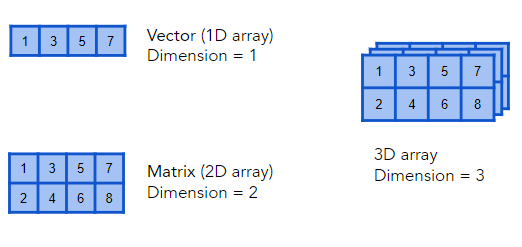 1 3 5 7
Vector (1D array)
Dimension = 1
1 3 5 7
2 4 6 8
3D array
Dimension = 3
1 3 5 7
2 4 6 8
Matrix (2D array)
Dimension = 2